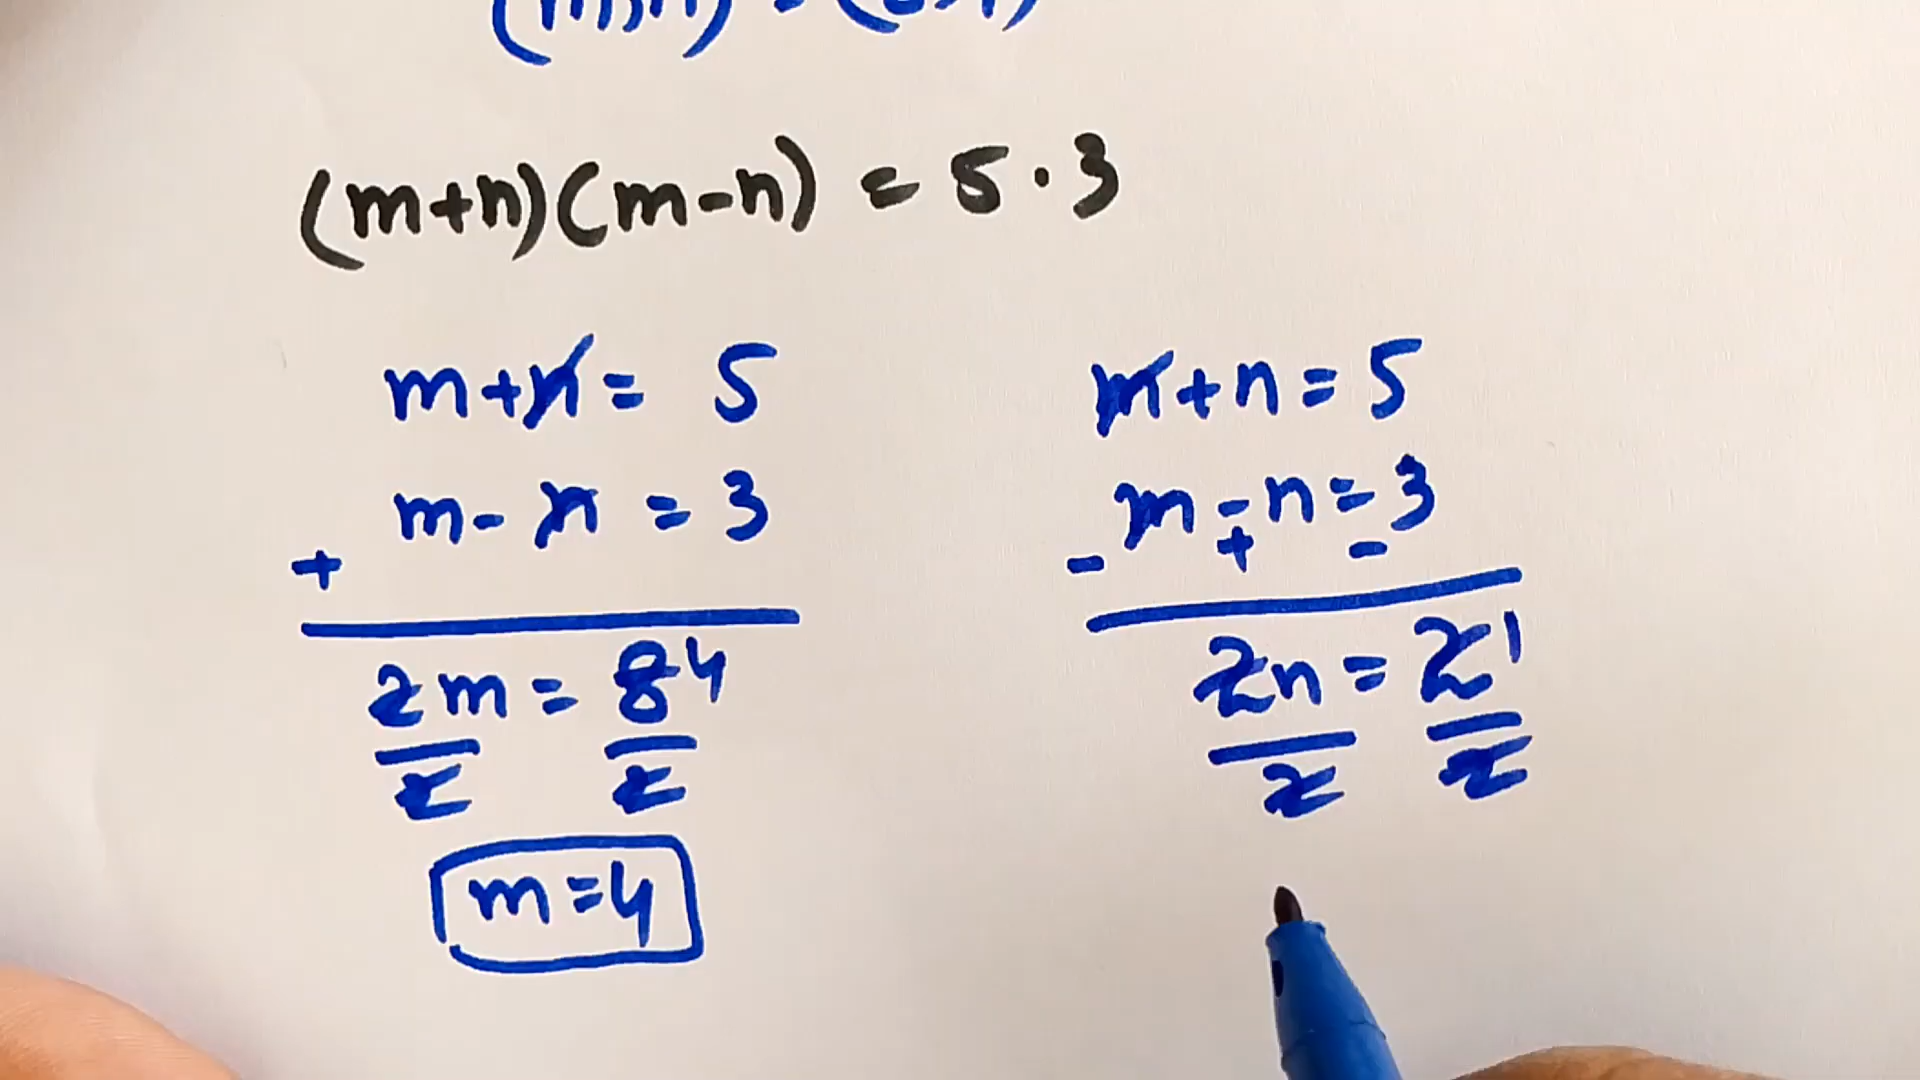 (m+n)(m-n) = 5·3
m+n = 5
m - n = 3
+
2m = 8 4
2 2
m=4
m+n=5
m-n=3
- + -
2n = 2 1
2 2